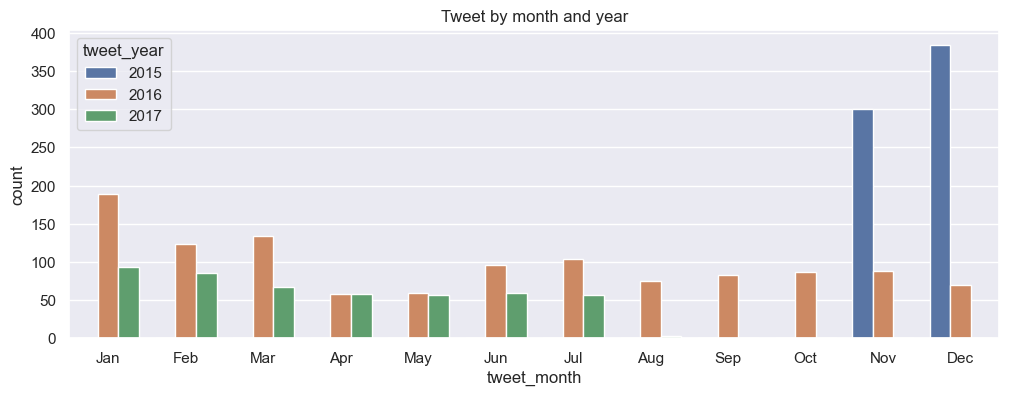 Tweet by month and year
400
350
300
250
200
150
100
50
0
count
tweet_year
2015
2016
2017
Jan Feb Mar Apr May Jun Jul Aug Sep Oct Nov Dec
tweet_month